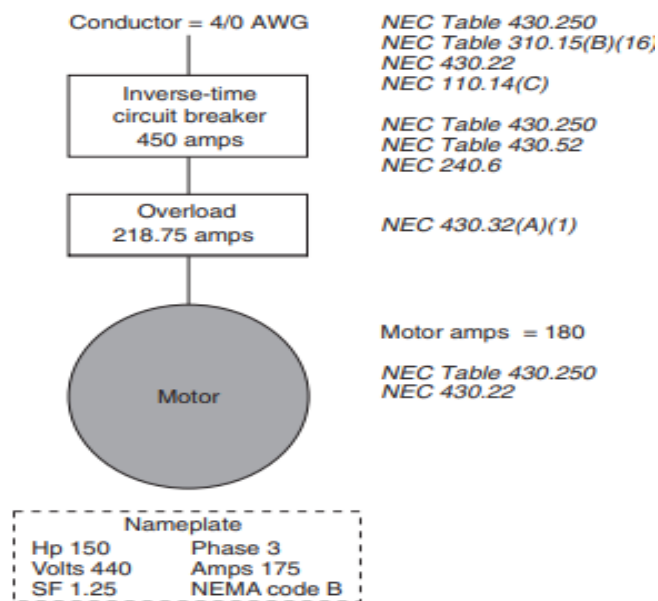 Conductor = 4/0 AWG
NEC Table 430.250
NEC Table 310.15(B)(16)
NEC 430.22
NEC 110.14(C)
Inverse-time
circuit breaker
450 amps
NEC Table 430.250
NEC Table 430.52
NEC 240.6
Overload
218.75 amps
NEC 430.32(A)(1)
Motor
Motor amps = 180
NEC Table 430.250
NEC 430.22
Nameplate
Hp 150 Phase 3
Volts 440 Amps 175
SF 1.25 NEMA code B